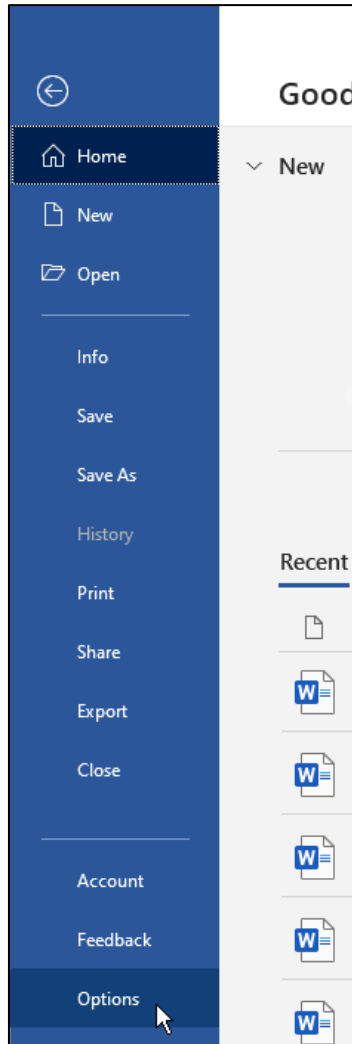 Good
Home
New
New
Open
Info
Save
Save As
History
Recent
Print
Share
Export
Close
Account
Feedback
Options
W
W
W
W
W